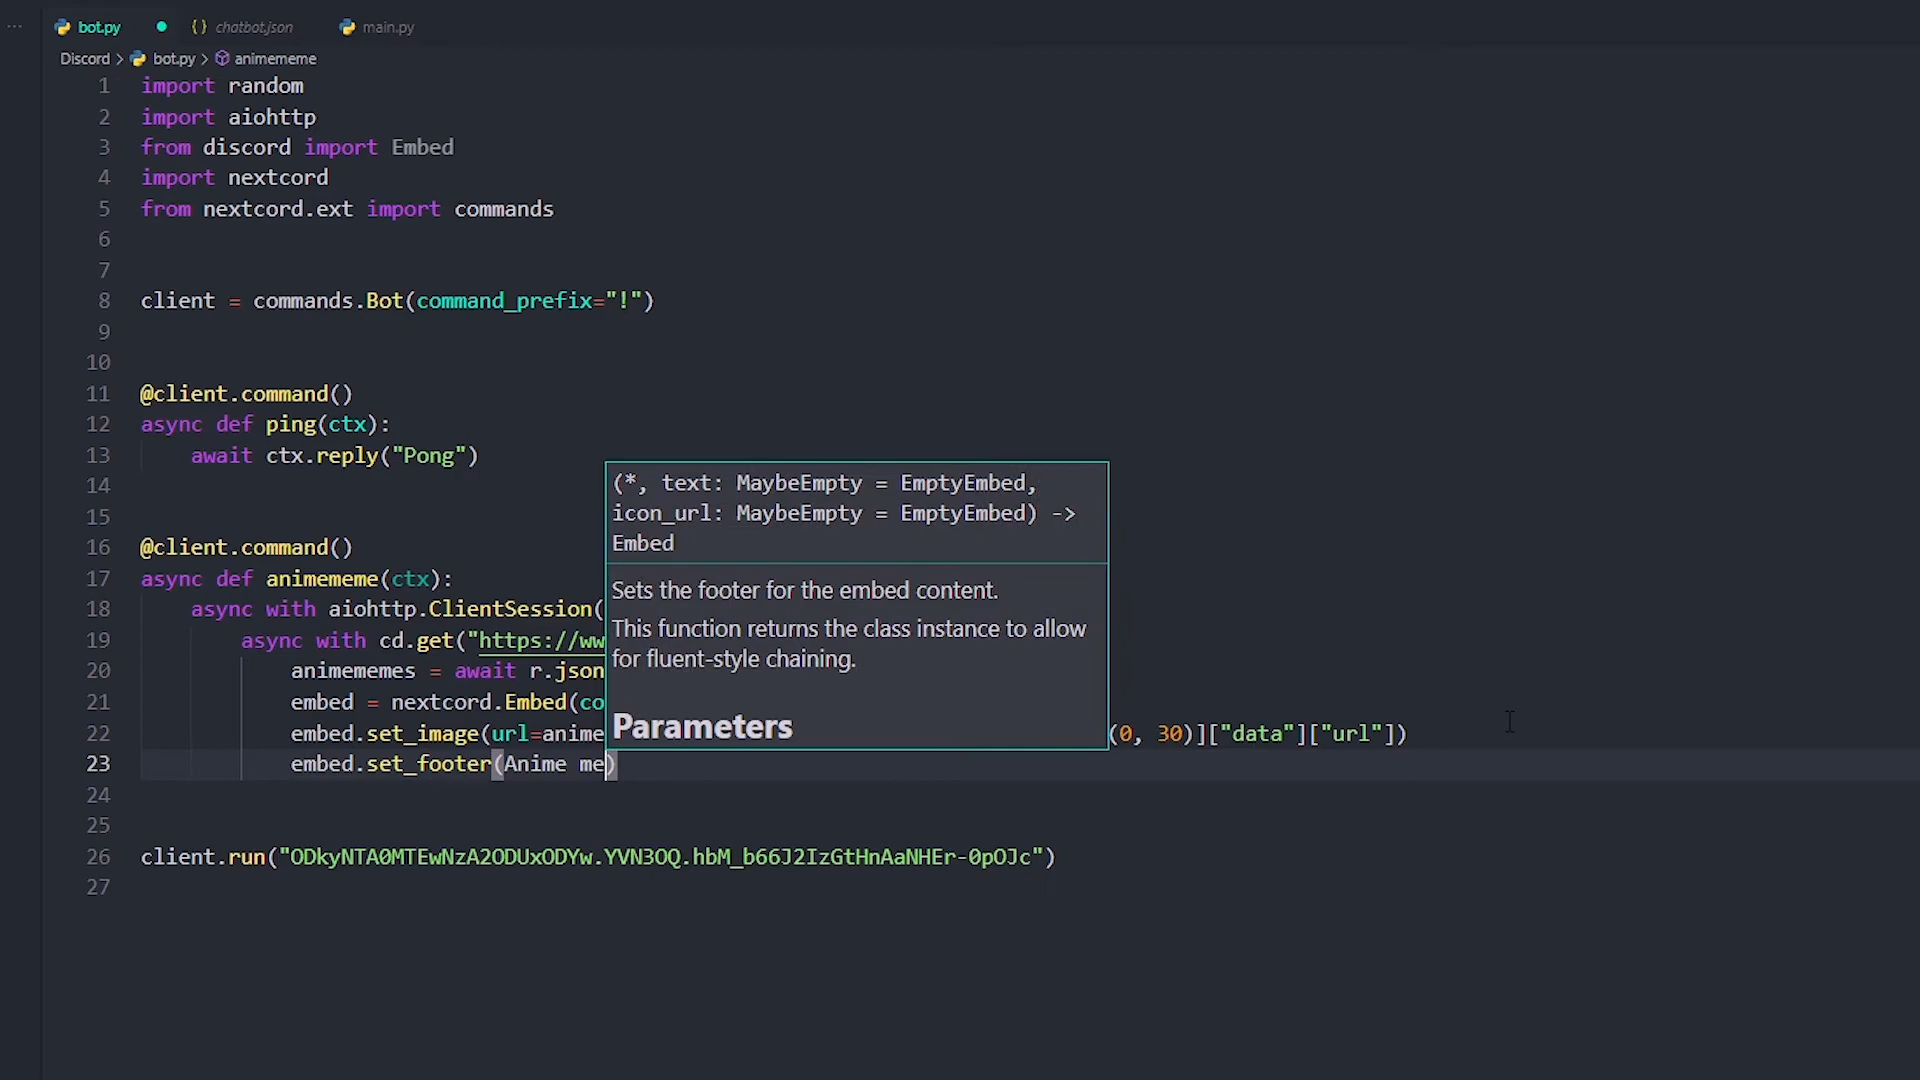 bot.py
chatbot.json
main.py
Discord > bot.py > animememe
1 import random
2 import aiohttp
3 from discord import Embed
4 import nextcord
5 from nextcord.ext import commands
6
7
8 client = commands.Bot(command_prefix="!")
9
10
11 @client.command()
12 async def ping(ctx):
13 await ctx.reply("Pong")
14
15
16 @client.command()
17 async def animememe(ctx):
18 async with aiohttp.ClientSession(
19 async with cd.get("https://ww
20 animememes = await r.json
21 embed = nextcord.Embed(co
22 embed.set_image(url=anime (0, 30)]["data"]["url"])
23 embed.set_footer(Anime me)
24
25
26 client.run("ODkyNTA0MTEwNzA2ODUxODYw.YVN3OQ.hbM_b66J2IzGtHnAaNHEr-0pOJc")
27
(*, text: MaybeEmpty = EmptyEmbed,
icon_url: MaybeEmpty = EmptyEmbed) ->
Embed
Sets the footer for the embed content.
This function returns the class instance to allow
for fluent-style chaining.
Parameters